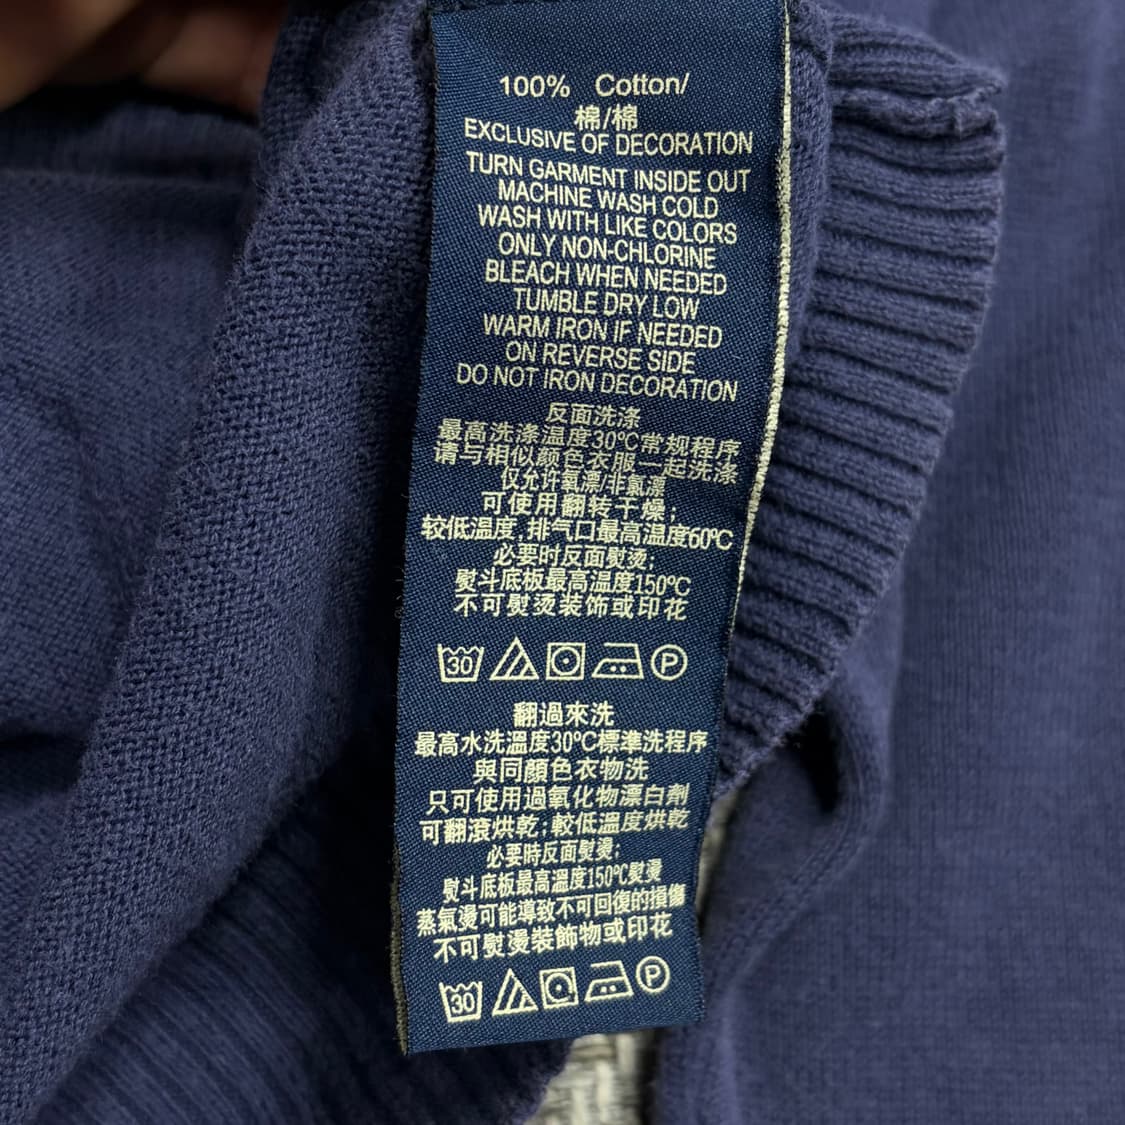 100% Cotton/
棉/棉
EXCLUSIVE OF DECORATION
TURN GARMENT INSIDE OUT
MACHINE WASH COLD
WASH WITH LIKE COLORS
ONLY NON-CHLORINE
BLEACH WHEN NEEDED
TUMBLE DRY LOW
WARM IRON IF NEEDED
ON REVERSE SIDE
DO NOT IRON DECORATION
反面洗涤
最高洗涤温度30℃常规程序
请与相似颜色衣服一起洗涤
仅允许氧漂/非氯漂
可使用翻转干燥;
较低温度,排气口最高温度60℃
必要时反面熨烫;
熨斗底板最高温度150℃
不可熨烫装饰或印花
30 P
翻過來洗
最高水洗溫度30℃標準洗程序
與同顏色衣物洗
只可使用過氧化物漂白劑
可翻滾烘乾;較低溫度烘乾
必要時反面熨燙;
熨斗底板最高溫度150℃熨燙
蒸氣燙可能導致不可回復的損傷
不可熨燙裝飾物或印花
30 P